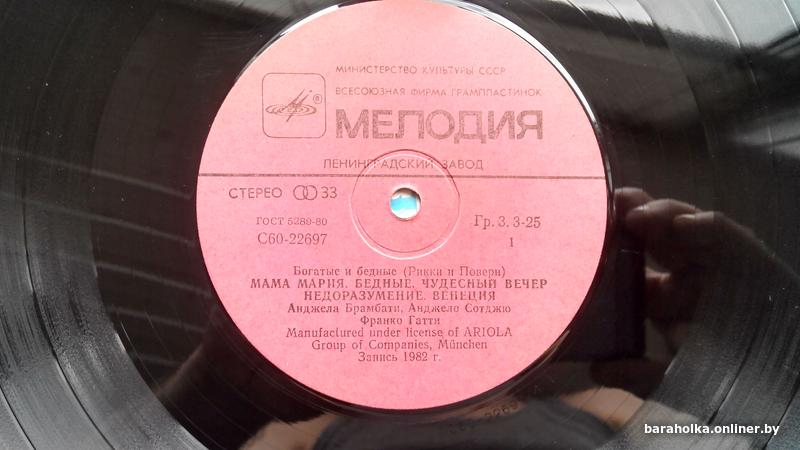 МИНИСТЕРСТВО КУЛЬТУРЫ СССР
ВСЕСОЮЗНАЯ ФИРМА ГРАМПЛАСТИНОК
®
МЕЛОДИЯ
ЛЕНИНГРАДСКИЙ ЗАВОД
СТЕРЕО 33
ГОСТ 5289-80
Гр. 3. 3-25
С60-22697
1
Богатые и бедные (Рикки и Повери)
МАМА МАРИЯ. БЕДНЫЕ. ЧУДЕСНЫЙ ВЕЧЕР
НЕДОРАЗУМЕНИЕ. ВЕНЕЦИЯ
Анджела Брамбати, Анджело Сотджю
Франко Гатти
Manufactured under license of ARIOLA
Group of Companies, München
Запись 1982 г.
baraholka.onliner.by